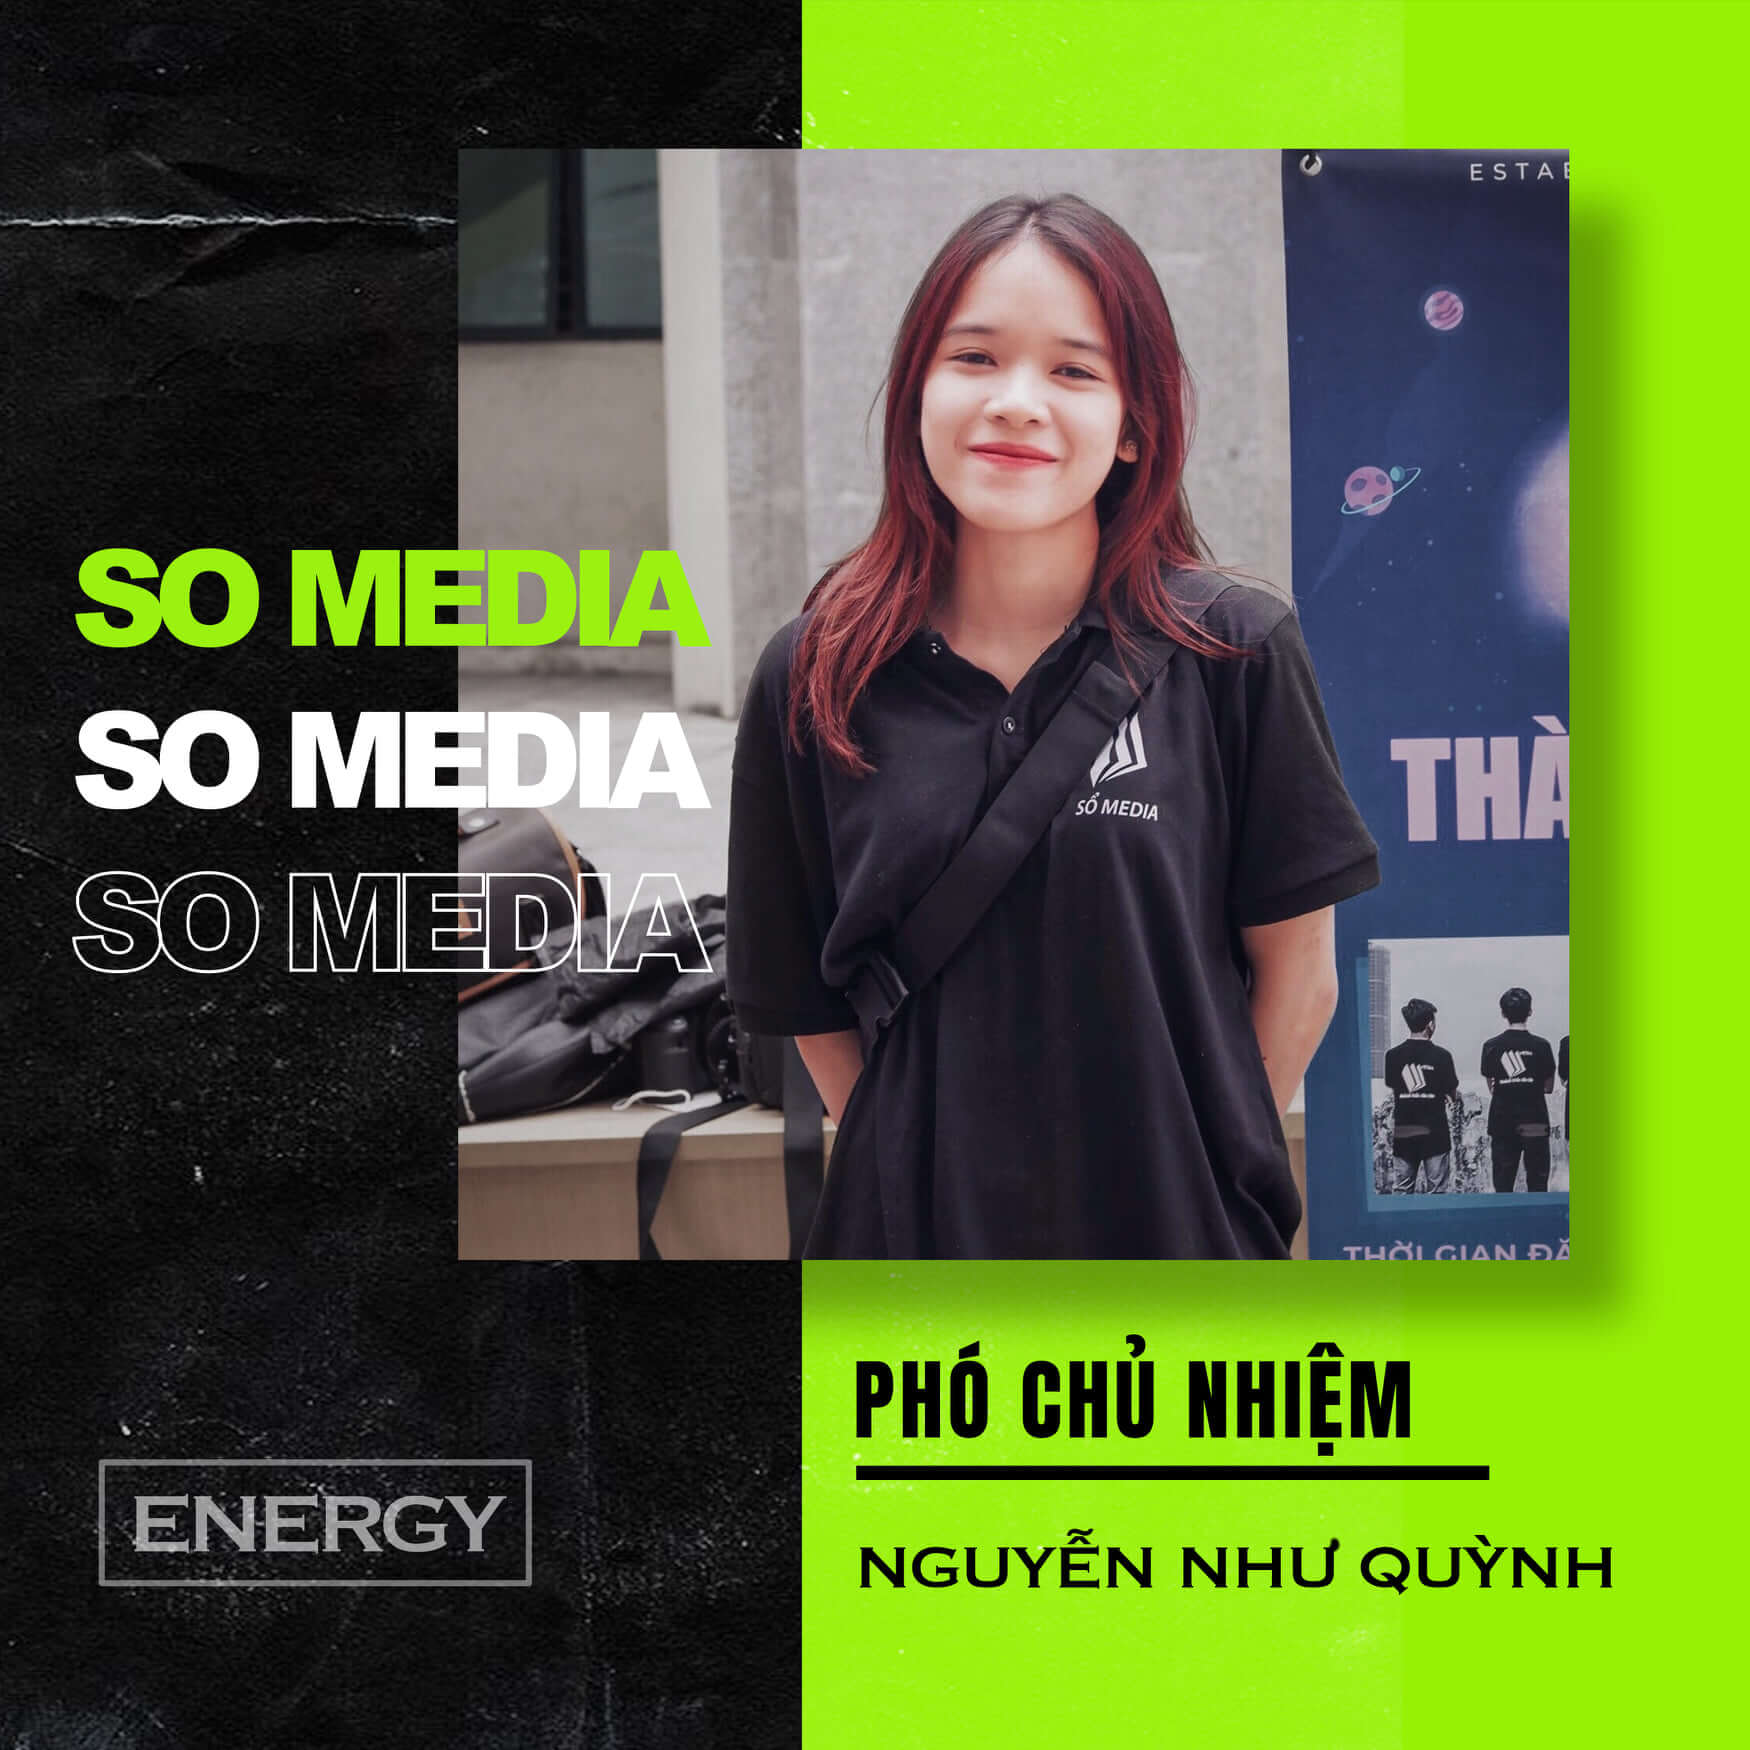 ESTAB
SO MEDIA
SO MEDIA
SO MEDIA
THÀ
SỔ MEDIA
THỜI GIAN ĐĂ
PHÓ CHỦ NHIỆM
ENERGY
NGUYỄN NHƯ QUỲNH